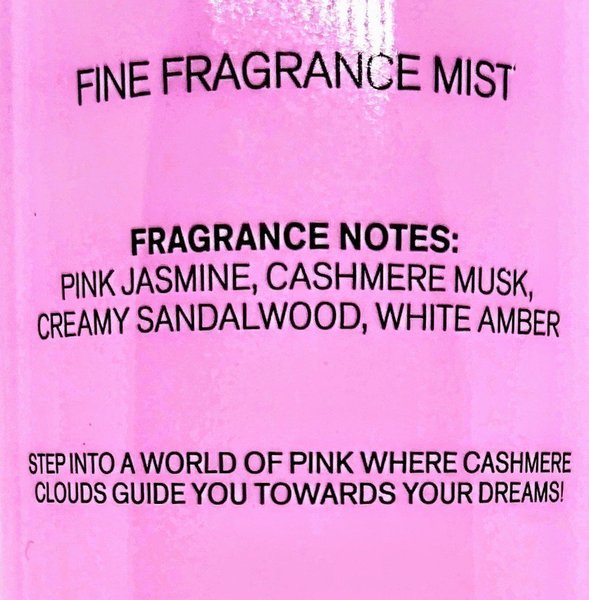 FINE FRAGRANCE MIST
FRAGRANCE NOTES:
PINK JASMINE, CASHMERE MUSK,
CREAMY SANDALWOOD, WHITE AMBER
STEP INTO A WORLD OF PINK WHERE CASHMERE
CLOUDS GUIDE YOU TOWARDS YOUR DREAMS!